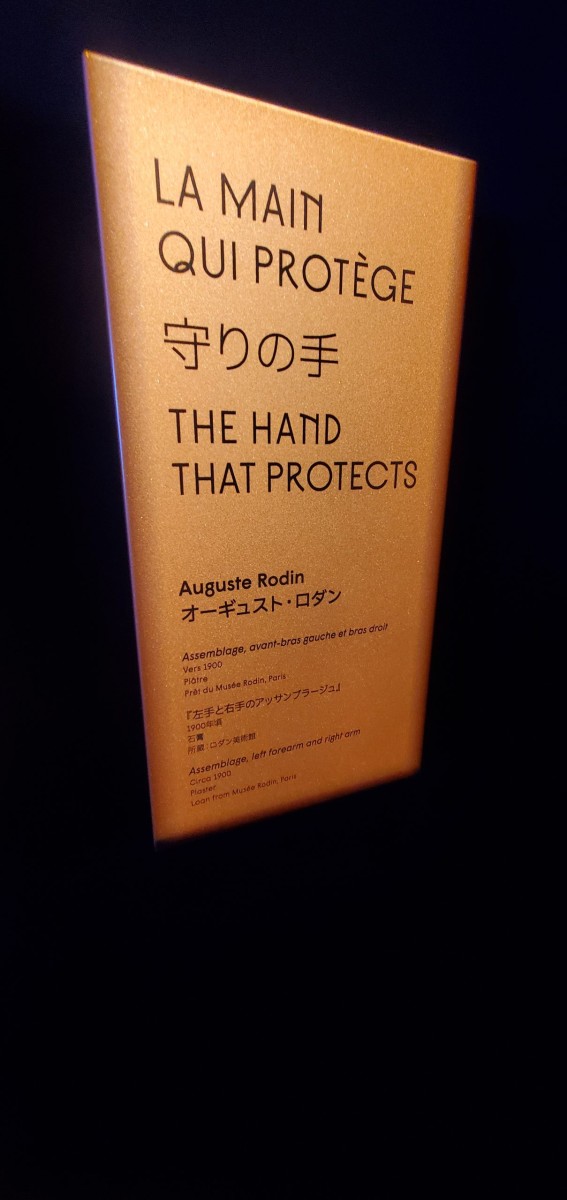 LA MAIN
QUI PROTÈGE
守りの手
THE HAND
THAT PROTECTS
Auguste Rodin
オーギュスト・ロダン
Assemblage, avant-bras gauche et bras droit
Vers 1900
Plâtre
Prêt du Musée Rodin, Paris
『左手と右手のアッサンブラージュ』
1900年頃
石膏
所蔵：ロダン美術館
Assemblage, left forearm and right arm
Circa 1900
Plaster
Loan from Musée Rodin, Paris